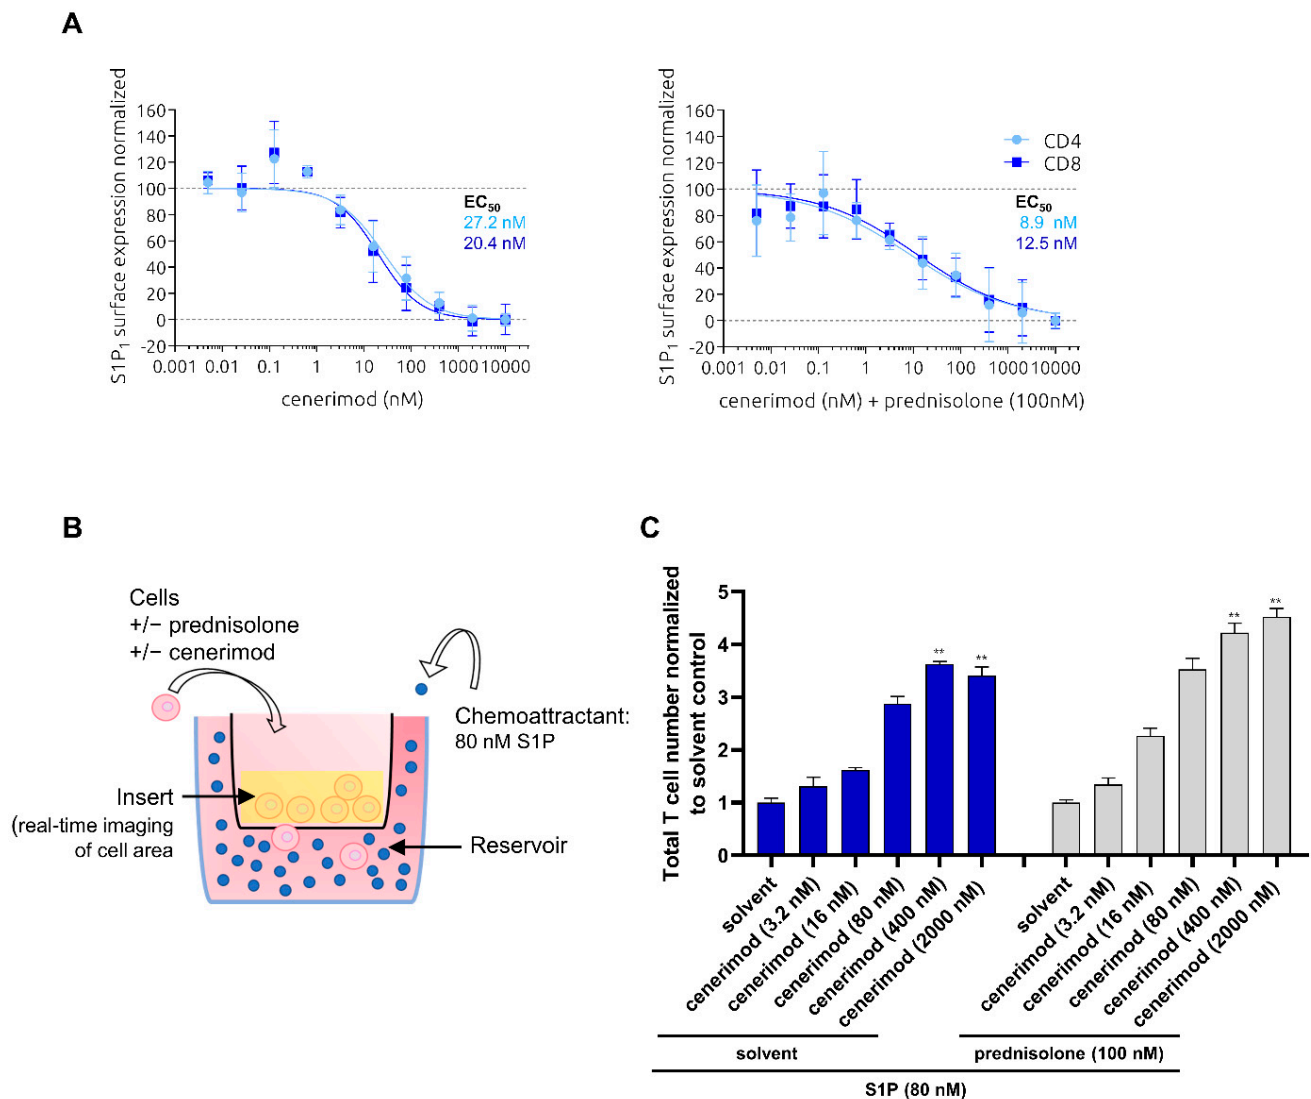 A
S1P₁ surface expression normalized
160
140
120
100
80
60
40
20
0
-20
0.001 0.01 0.1 1 10 100 1000 10000
cenerimod (nM)
EC₅₀
27.2 nM
20.4 nM
S1P₁ surface expression normalized
160
140
120
100
80
60
40
20
0
-20
0.001 0.01 0.1 1 10 100 1000 10000
cenerimod (nM) + prednisolone (100nM)
CD4
CD8
EC₅₀
8.9 nM
12.5 nM
B
Cells
+/− prednisolone
+/− cenerimod
Chemoattractant:
80 nM S1P
Insert
(real-time imaging
of cell area
Reservoir
C
Total T cell number normalized
to solvent control
5
4
3
2
1
0
** **
** **
solvent
cenerimod (3.2 nM)
cenerimod (16 nM)
cenerimod (80 nM)
cenerimod (400 nM)
cenerimod (2000 nM)
solvent
cenerimod (3.2 nM)
cenerimod (16 nM)
cenerimod (80 nM)
cenerimod (400 nM)
cenerimod (2000 nM)
solvent
prednisolone (100 nM)
S1P (80 nM)